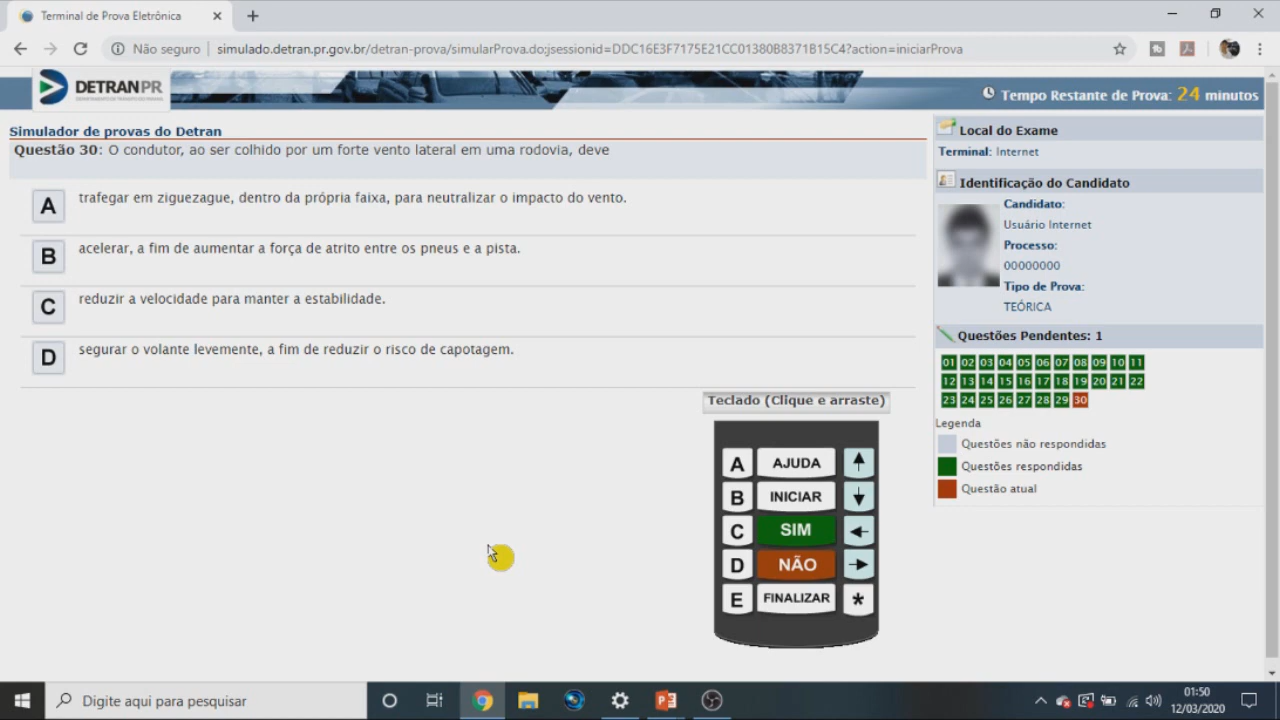 Terminal de Prova Eletrônica
Não seguro | simulado.detran.pr.gov.br/detran-prova/simularProva.do;jsessionid=DDC16E3F7175E21CC01380B8371B15C4?action=iniciarProva
DETRANPR
Tempo Restante de Prova: 24 minutos
Simulador de provas do Detran
Questão 30: O condutor, ao ser colhido por um forte vento lateral em uma rodovia, deve
A trafegar em ziguezague, dentro da própria faixa, para neutralizar o impacto do vento.
B acelerar, a fim de aumentar a força de atrito entre os pneus e a pista.
C reduzir a velocidade para manter a estabilidade.
D segurar o volante levemente, a fim de reduzir o risco de capotagem.
Teclado (Clique e arraste)
A AJUDA
B INICIAR
C SIM
D NÃO
E FINALIZAR *
Local do Exame
Terminal: Internet
Identificação do Candidato
Candidato:
Usuário Internet
Processo:
00000000
Tipo de Prova:
TEÓRICA
Questões Pendentes: 1
01 02 03 04 05 06 07 08 09 10 11
12 13 14 15 16 17 18 19 20 21 22
23 24 25 26 27 28 29 30
Legenda
Questões não respondidas
Questões respondidas
Questão atual
Digite aqui para pesquisar
01:50
12/03/2020